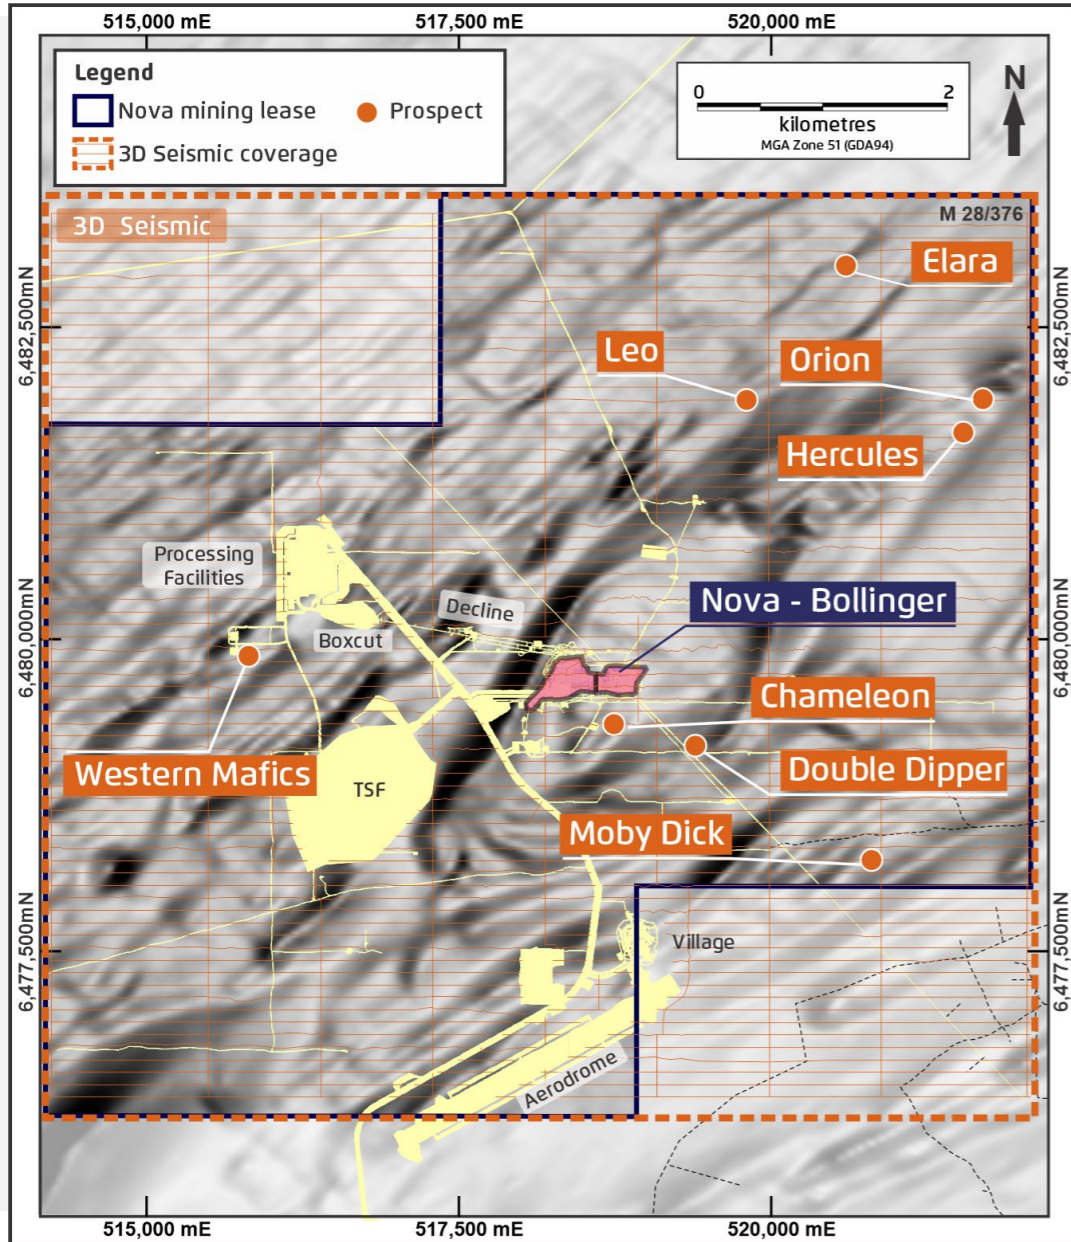 515,000 mE
517,500 mE
520,000 mE
Legend
Nova mining lease
Prospect
3D Seismic coverage
0
2
kilometres
MGA Zone 51 (GDA94)
N
3D Seismic
M 28/376
Elara
6,482,500mN
6,482,500mN
Leo
Orion
Hercules
Processing
Facilities
Decline
Nova - Bollinger
Boxcut
6,480,000mN
6,480,000mN
Chameleon
Western Mafics
Double Dipper
TSF
Moby Dick
Village
6,477,500mN
6,477,500mN
Aerodrome
515,000 mE
517,500 mE
520,000 mE